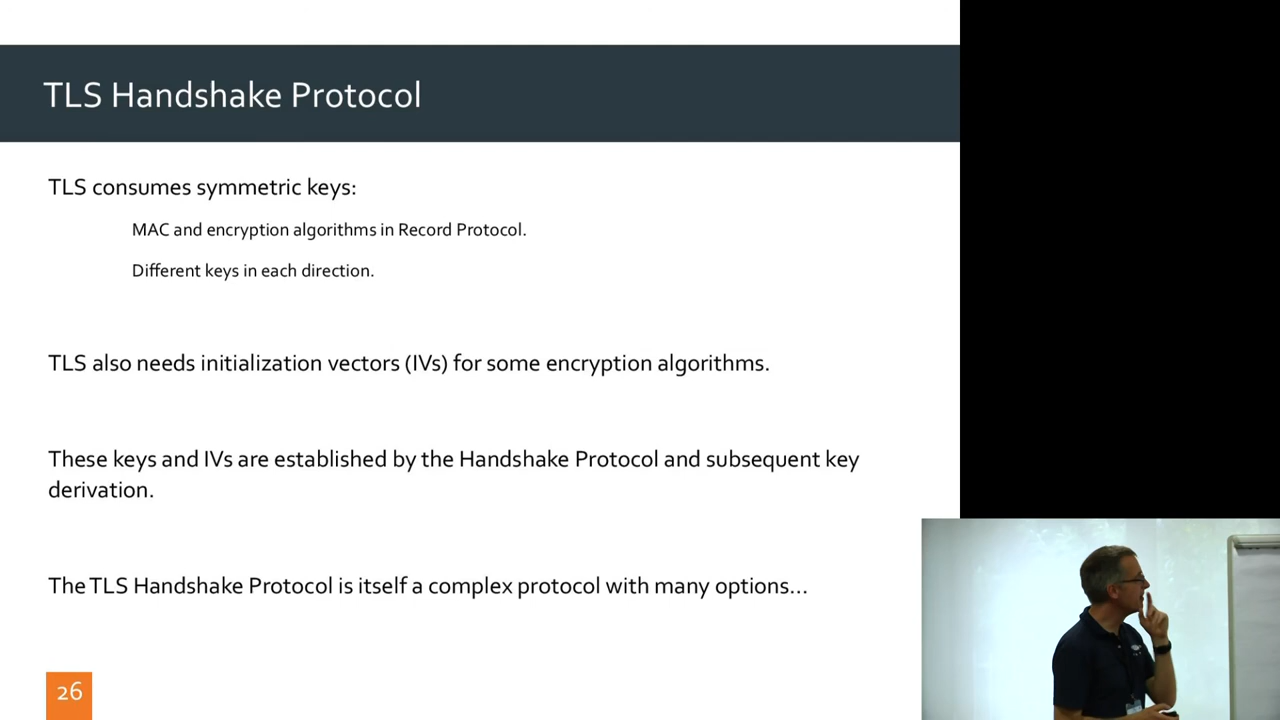 TLS Handshake Protocol
TLS consumes symmetric keys:
MAC and encryption algorithms in Record Protocol.
Different keys in each direction.
TLS also needs initialization vectors (IVs) for some encryption algorithms.
These keys and IVs are established by the Handshake Protocol and subsequent key
derivation.
The TLS Handshake Protocol is itself a complex protocol with many options...
26